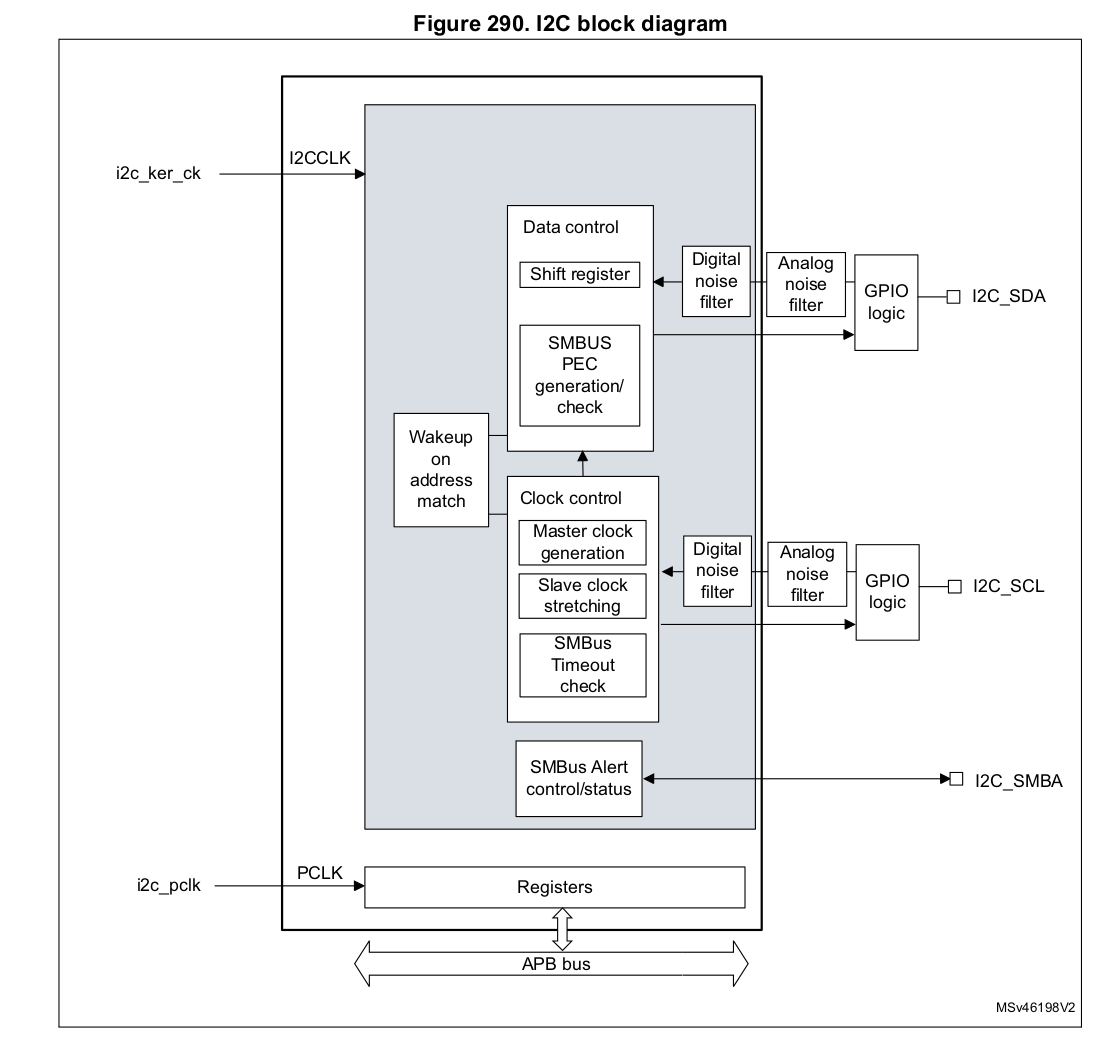 Figure 290. I2C block diagram
I2CCLK
i2c_ker_ck
Data control
Shift register
SMBUS
PEC
generation/
check
Digital
noise
filter
Analog
noise
filter
GPIO
logic
I2C_SDA
Wakeup
on
address
match
Clock control
Master clock
generation
Slave clock
stretching
SMBus
Timeout
check
Digital
noise
filter
Analog
noise
filter
GPIO
logic
I2C_SCL
SMBus Alert
control/status
I2C_SMBA
PCLK
i2c_pclk
Registers
APB bus
MSv46198V2